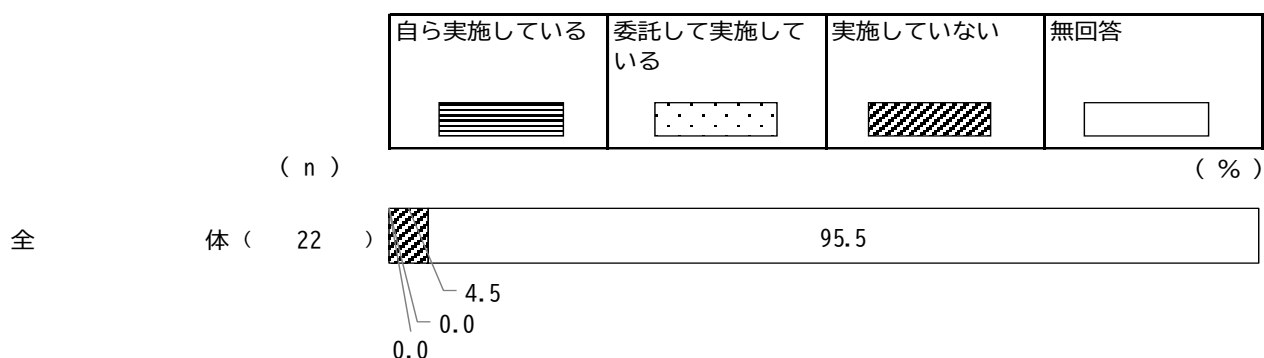 自ら実施している 委託して実施して 実施していない 無回答
いる
( n ) ( % )
全 体 ( 22 ) 95.5
4.5
0.0
0.0